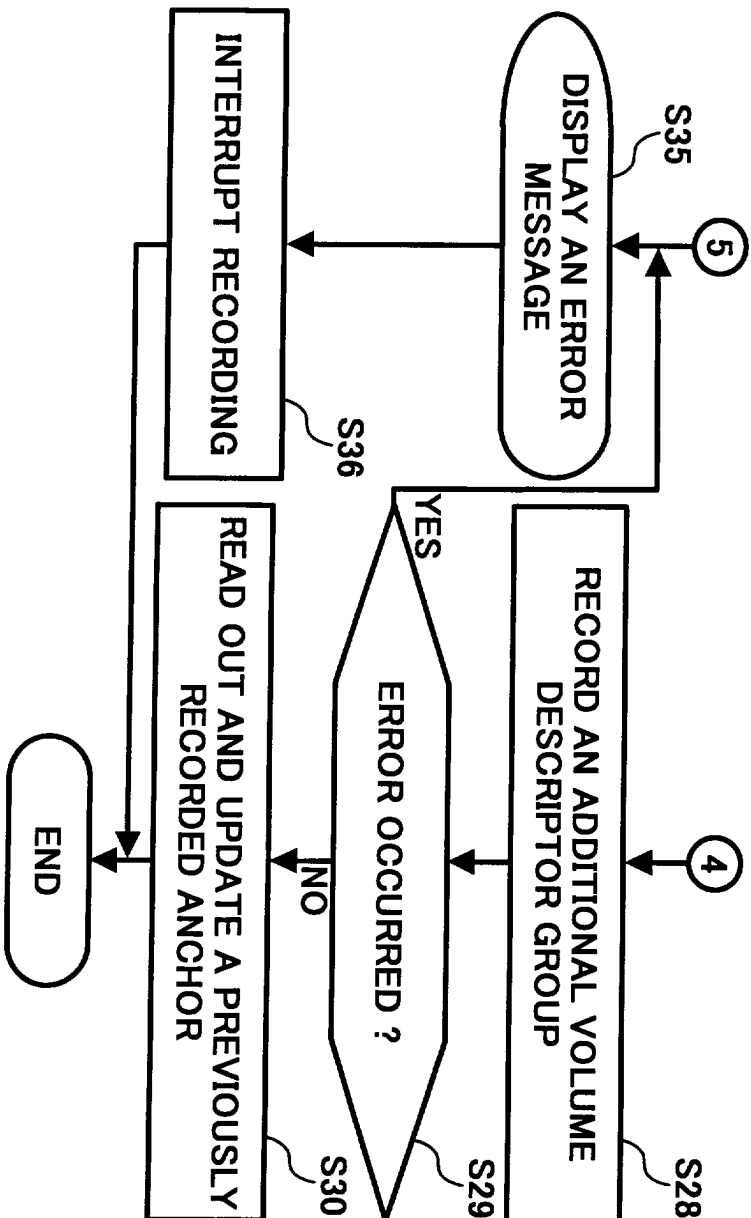 5
S35
DISPLAY AN ERROR
MESSAGE
INTERRUPT RECORDING
S36
4
RECORD AN ADDITIONAL VOLUME
DESCRIPTOR GROUP
S28
YES
ERROR OCCURRED ?
S29
NO
READ OUT AND UPDATE A PREVIOUSLY
RECORDED ANCHOR
S30
END